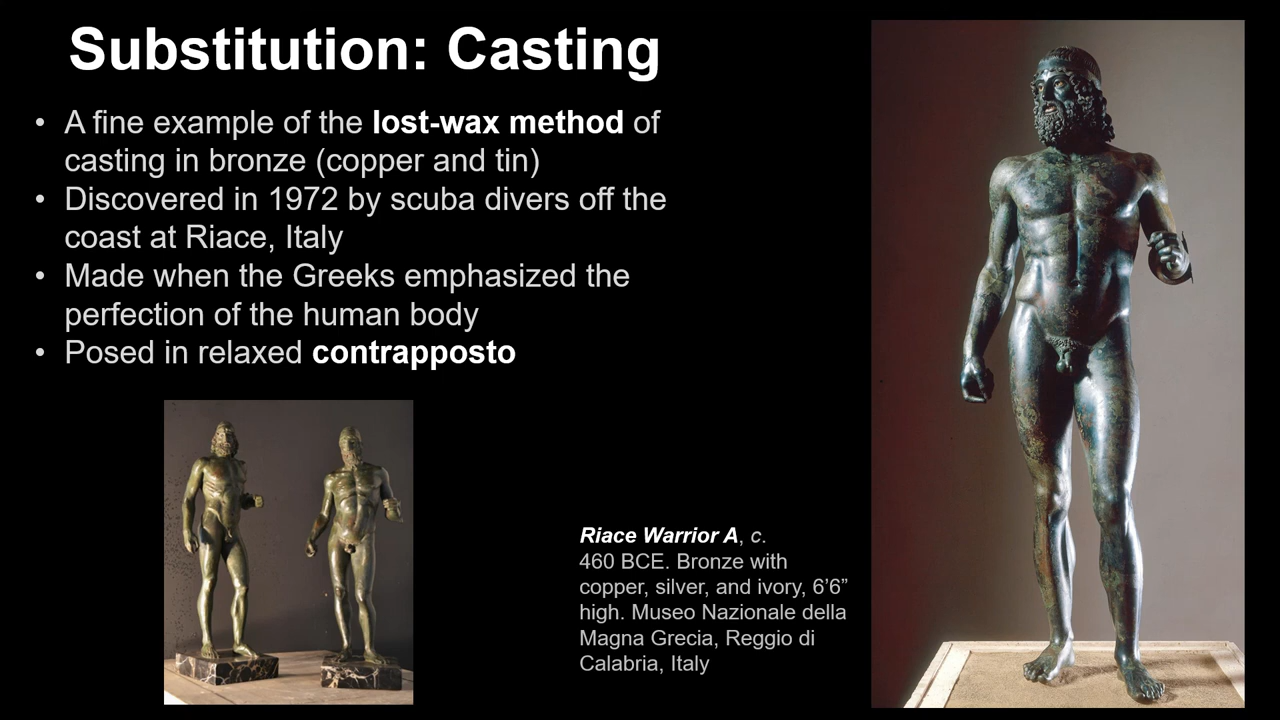 Substitution: Casting
• A fine example of the lost-wax method of
casting in bronze (copper and tin)
• Discovered in 1972 by scuba divers off the
coast at Riace, Italy
• Made when the Greeks emphasized the
perfection of the human body
• Posed in relaxed contrapposto
Riace Warrior A, c.
460 BCE. Bronze with
copper, silver, and ivory, 6’6”
high. Museo Nazionale della
Magna Grecia, Reggio di
Calabria, Italy